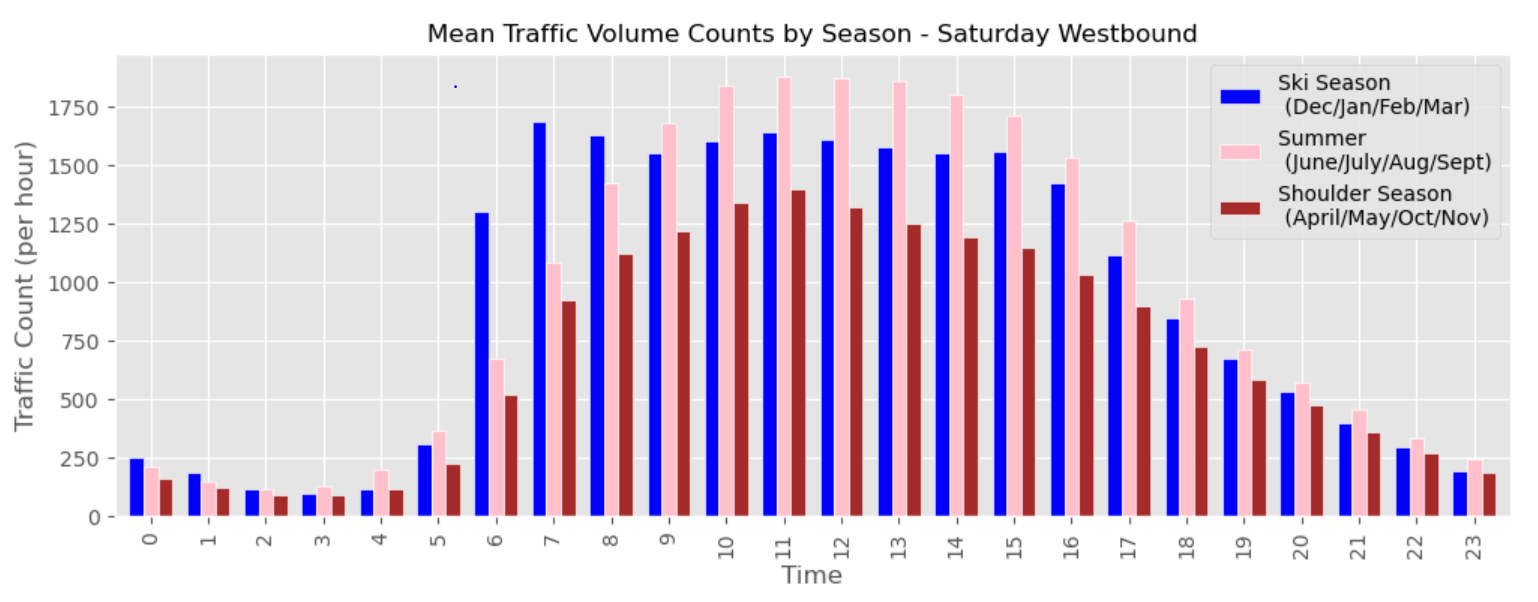 Mean Traffic Volume Counts by Season - Saturday Westbound
Ski Season
(Dec/Jan/Feb/Mar)
Summer
(June/July/Aug/Sept)
Shoulder Season
(April/May/Oct/Nov)
Traffic Count (per hour)
1750
1500
1250
1000
750
500
250
0
0 1 2 3 4 5 6 7 8 9 10 11 12 13 14 15 16 17 18 19 20 21 22 23
Time